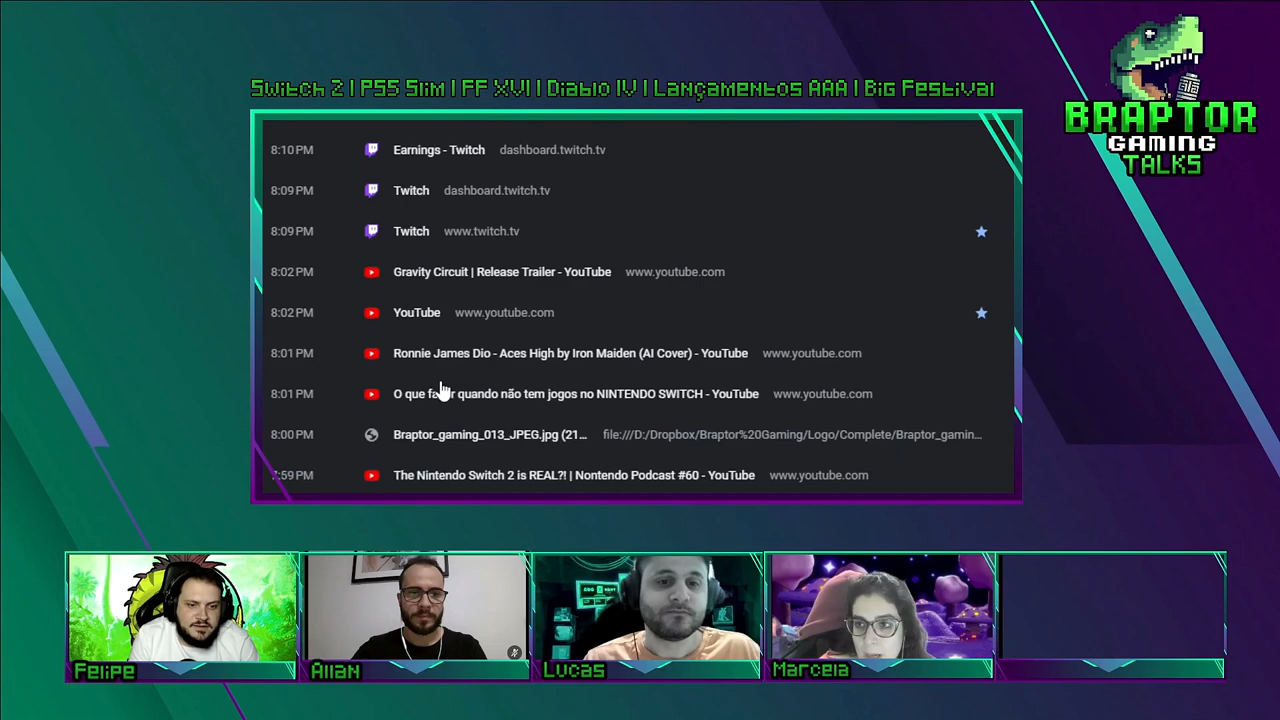 Switch 2 | PS5 Slim | FF XVI | Diablo IV | Lançamentos AAA | Big Festival
BRAPTOR
GAMING
TALKS
8:10 PM Earnings - Twitch dashboard.twitch.tv
8:09 PM Twitch dashboard.twitch.tv
8:09 PM Twitch www.twitch.tv
8:02 PM Gravity Circuit | Release Trailer - YouTube www.youtube.com
8:02 PM YouTube www.youtube.com
8:01 PM Ronnie James Dio - Aces High by Iron Maiden (AI Cover) - YouTube www.youtube.com
8:01 PM O que quando não tem jogos no NINTENDO SWITCH - YouTube www.youtube.com
8:00 PM Braptor_gaming_013_JPEG.jpg (21... file:///D:/Dropbox/Braptor%20Gaming/Logo/Complete/Braptor_gamin...
7:59 PM The Nintendo Switch 2 is REAL?! | Nontendo Podcast #60 - YouTube www.youtube.com
Felipe
Allan
Lucas
Marcela